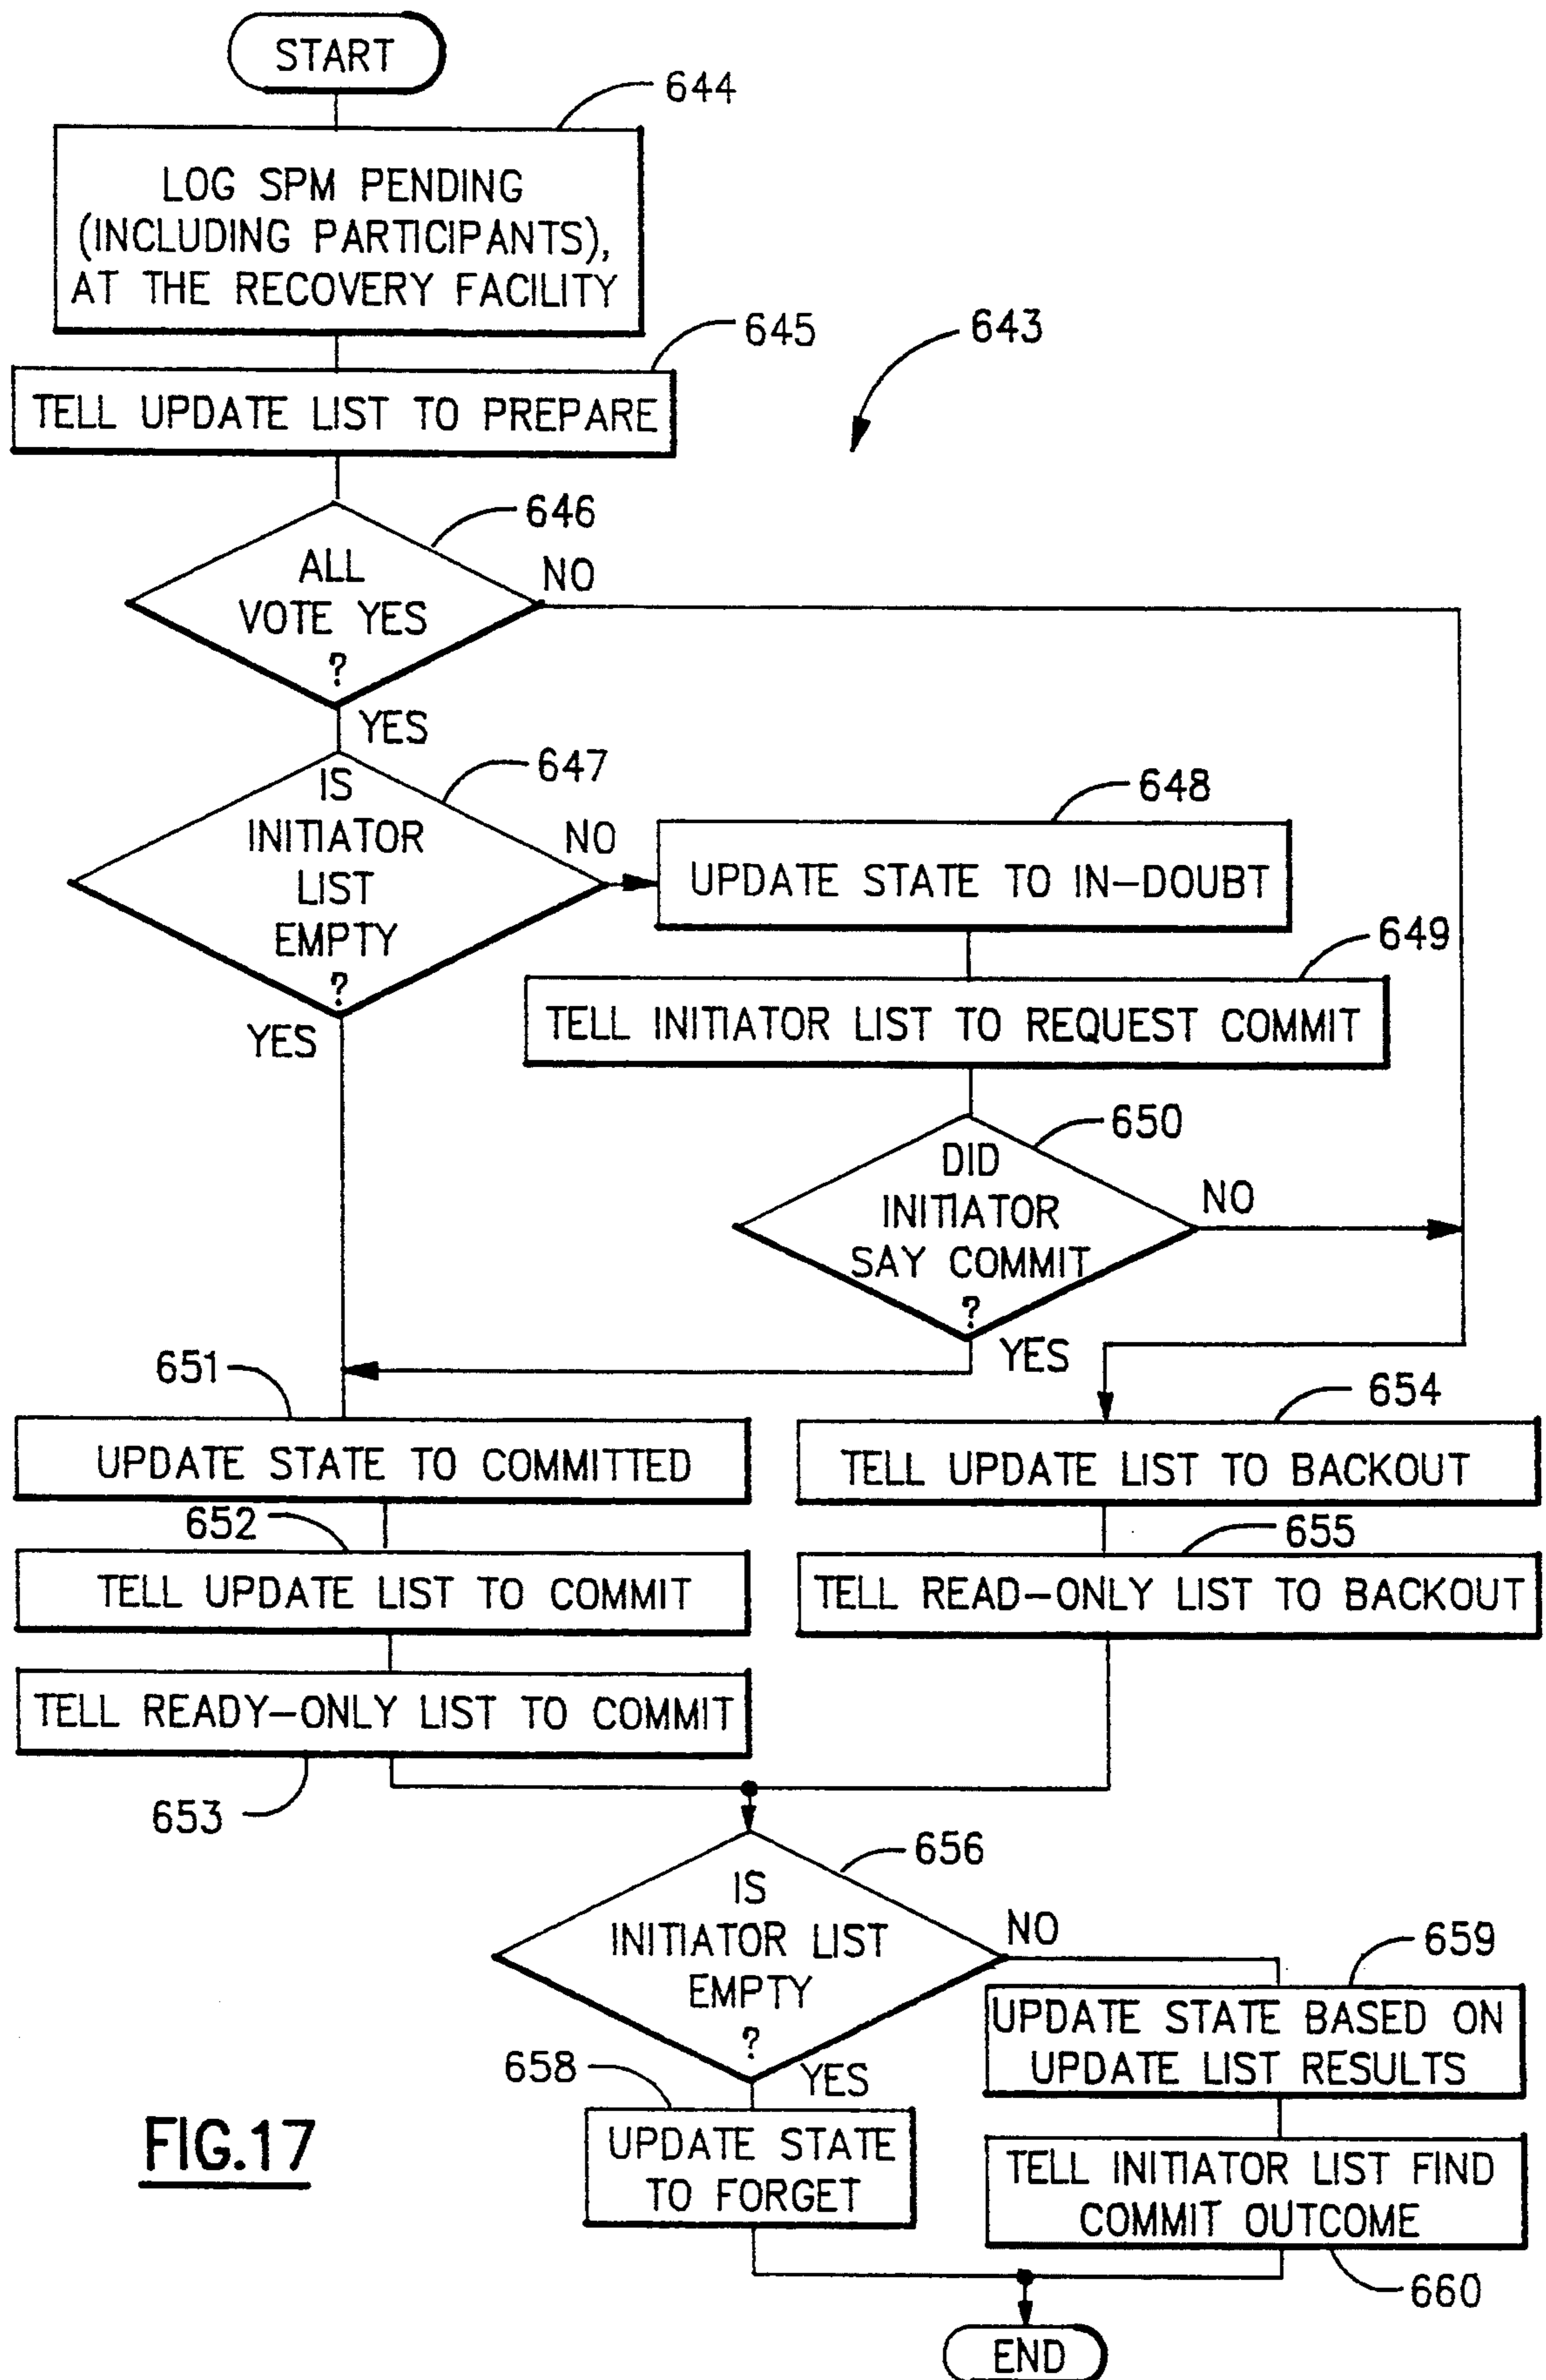 START
644
LOG SPM PENDING
(INCLUDING PARTICIPANTS),
AT THE RECOVERY FACILITY
645
643
TELL UPDATE LIST TO PREPARE
646
ALL
VOTE YES
?
NO
YES
647
IS
INITIATOR
LIST
EMPTY
?
NO
YES
648
UPDATE STATE TO IN-DOUBT
649
TELL INITIATOR LIST TO REQUEST COMMIT
650
DID
INITIATOR
SAY COMMIT
?
NO
YES
651
UPDATE STATE TO COMMITTED
654
TELL UPDATE LIST TO BACKOUT
652
TELL UPDATE LIST TO COMMIT
655
TELL READ-ONLY LIST TO BACKOUT
TELL READY-ONLY LIST TO COMMIT
653
656
IS
INITIATOR LIST
EMPTY
?
NO
YES
659
UPDATE STATE BASED ON
UPDATE LIST RESULTS
658
UPDATE STATE
TO FORGET
TELL INITIATOR LIST FIND
COMMIT OUTCOME
660
END
FIG.17